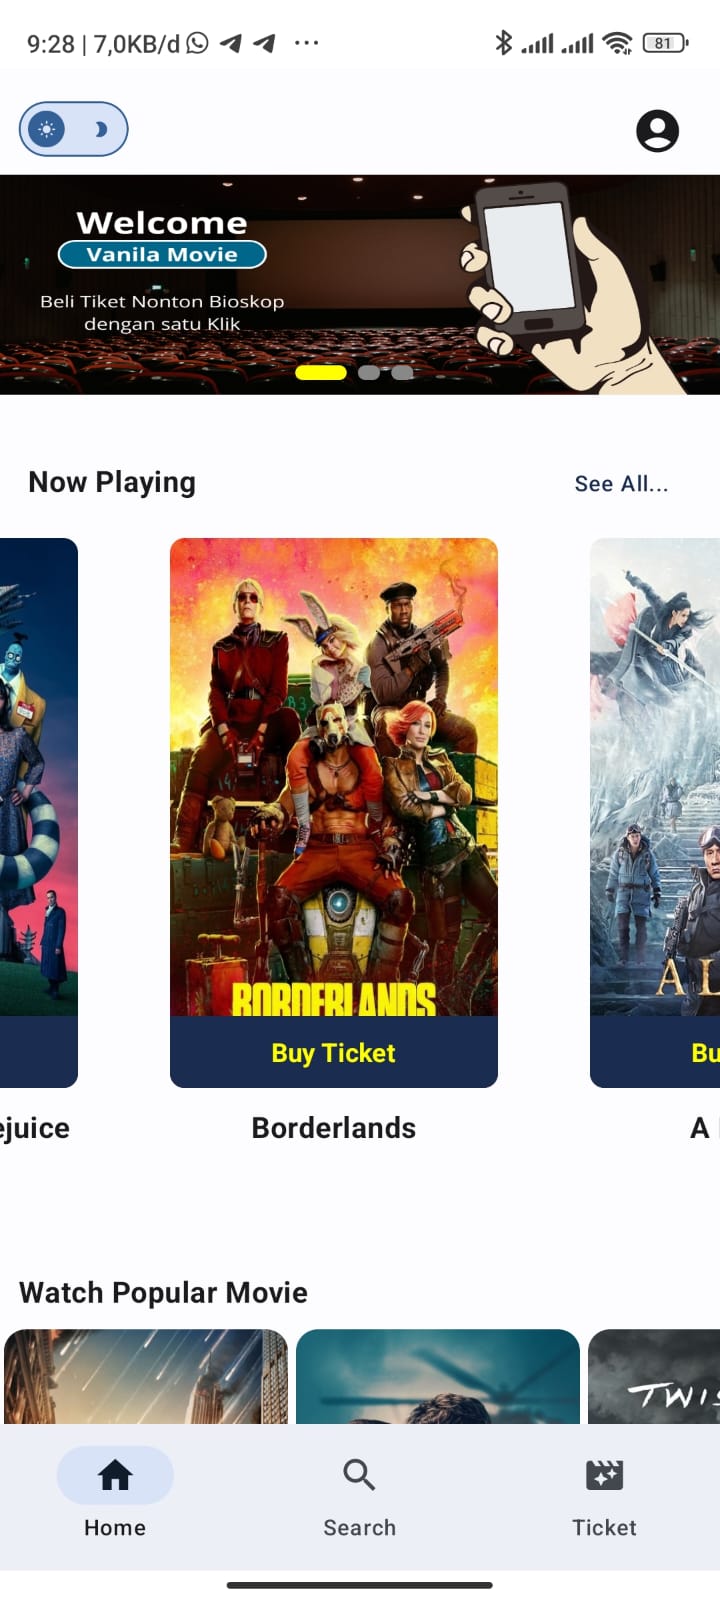 9:28 | 7,0KB/d
81
Welcome
Vanila Movie
Beli Tiket Nonton Bioskop
dengan satu Klik
Now Playing
See All...
BORDERLANDS
Buy Ticket
Bu
ejuice
Borderlands
A
Watch Popular Movie
TWIS
Home
Search
Ticket